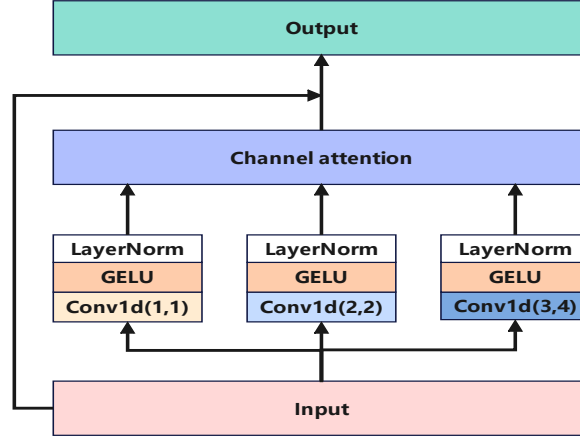 Output
Channel attention
LayerNorm LayerNorm LayerNorm
GELU GELU GELU
Conv1d(1,1) Conv1d(2,2) Conv1d(3,4)
Input